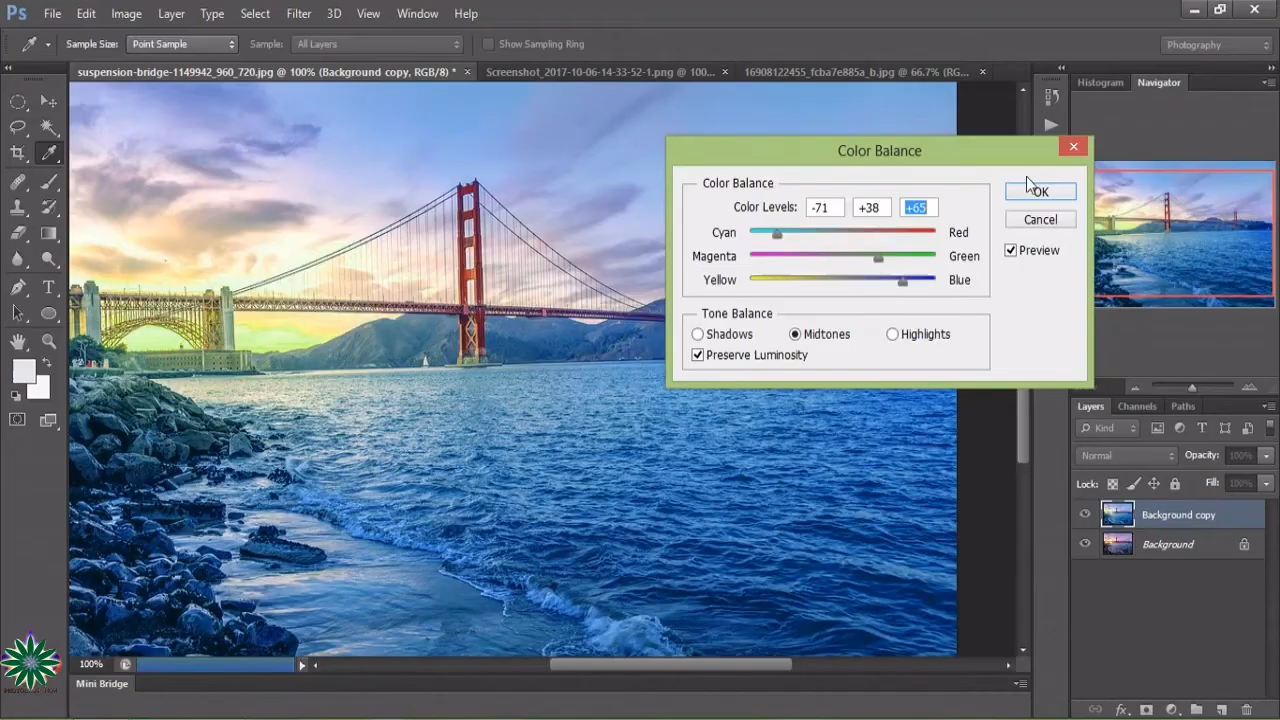 Ps File Edit Image Layer Type Select Filter 3D View Window Help
Sample Size: Point Sample Sample: All Layers Show Sampling Ring Photography
suspension-bridge-1149942_960_720.jpg @ 100% (Background copy, RGB/8) * Screenshot_2017-10-06-14-33-52-1.png @ 100... 16908122455_fcba7e885a_b.jpg @ 66.7% (RG...
Histogram Navigator
Color Balance
Color Balance
Color Levels: -71 +38 +65
OK
Cyan Red
Cancel
Magenta Green
Preview
Yellow Blue
Tone Balance
Shadows Midtones Highlights
Preserve Luminosity
Layers Channels Paths
Kind
Normal Opacity: 100%
Lock: Fill: 100%
Background copy
Background
100%
Mini Bridge